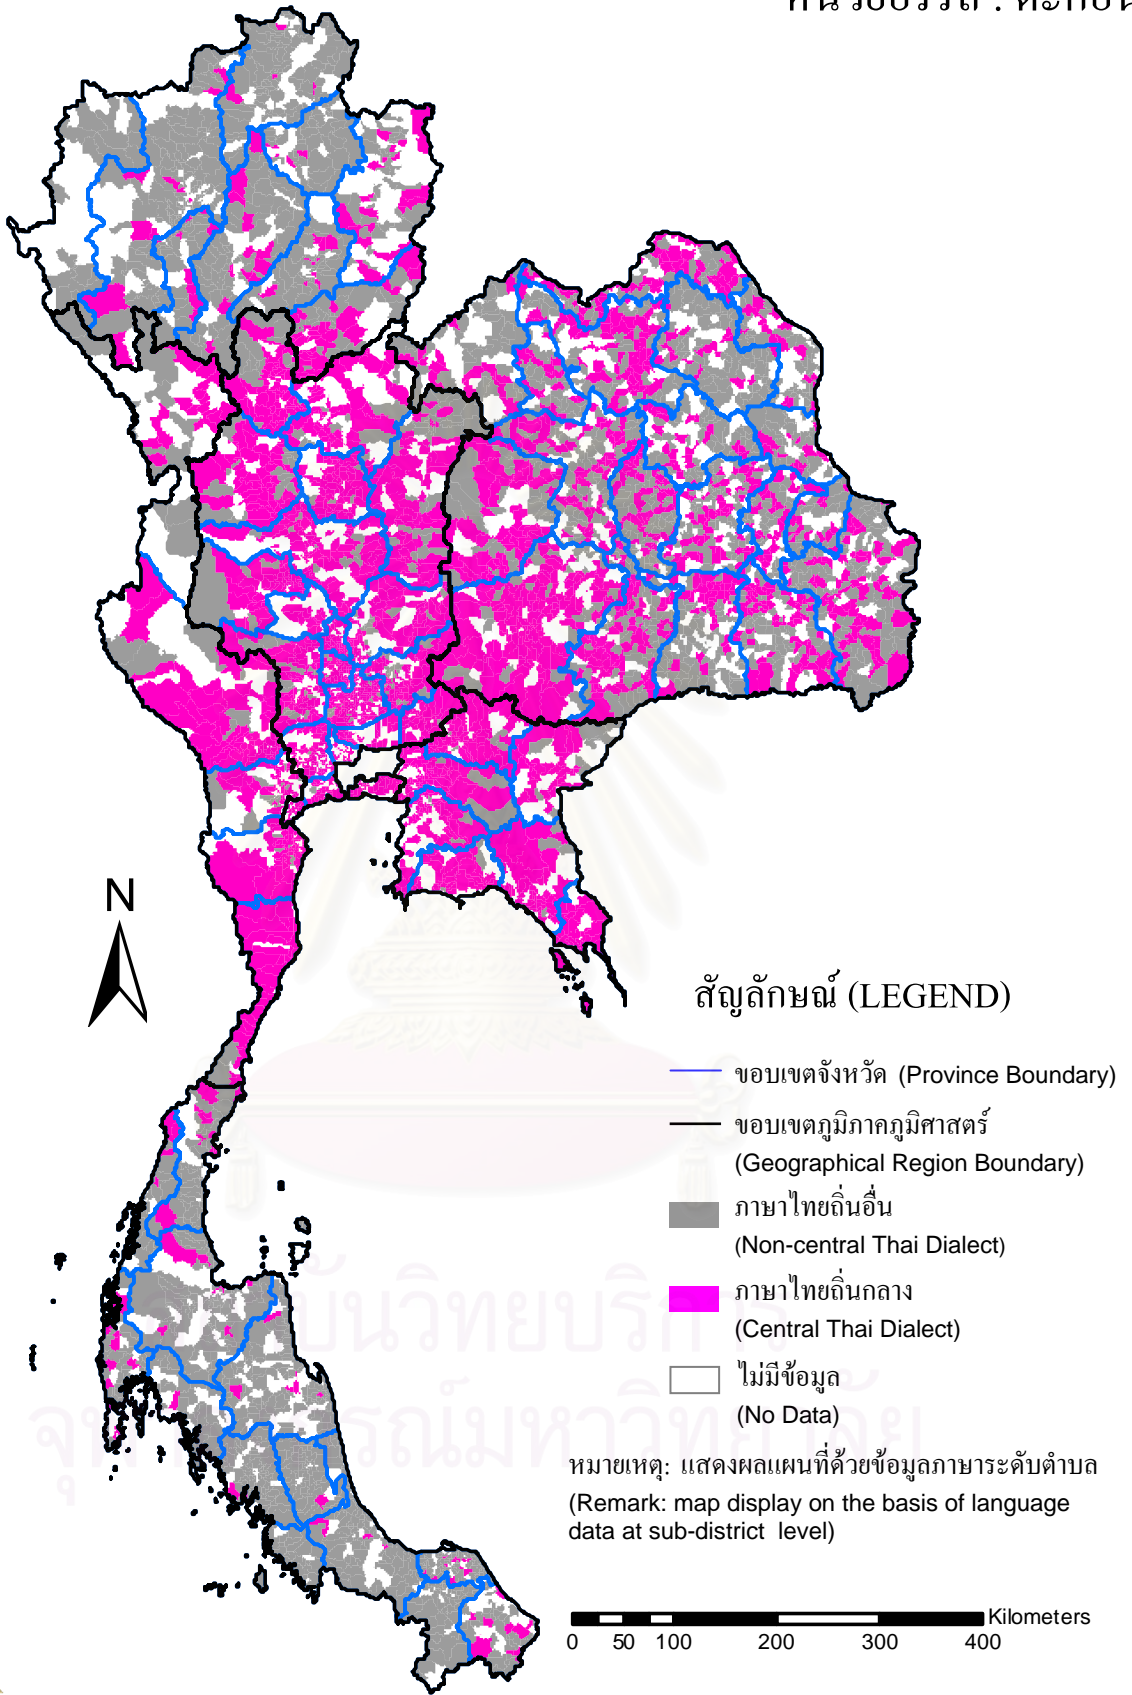 N
สัญลักษณ์ (LEGEND)
ขอบเขตจังหวัด (Province Boundary)
ขอบเขตภูมิภาคภูมิศาสตร์
(Geographical Region Boundary)
ภาษาไทยถิ่นอื่น
(Non-central Thai Dialect)
ภาษาไทยถิ่นกลาง
(Central Thai Dialect)
ไม่มีข้อมูล
(No Data)
หมายเหตุ: แสดงผลแผนที่ด้วยข้อมูลภาษาระดับตำบล
(Remark: map display on the basis of language
data at sub-district level)
Kilometers
0 50 100 200 300 400